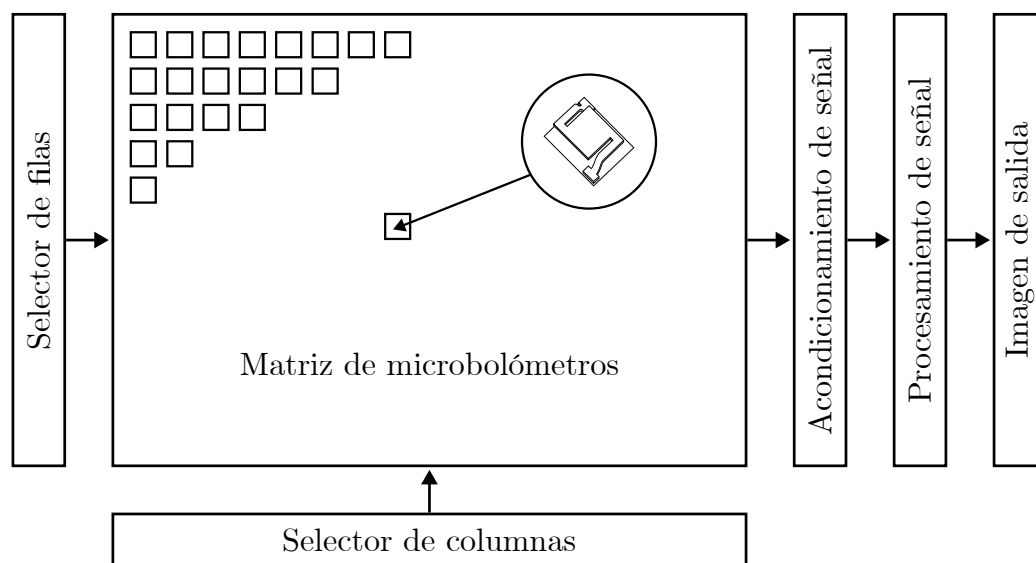 Selector de filas
Matriz de microbolómetros
Selector de columnas
Acondicionamiento de señal
Procesamiento de señal
Imagen de salida